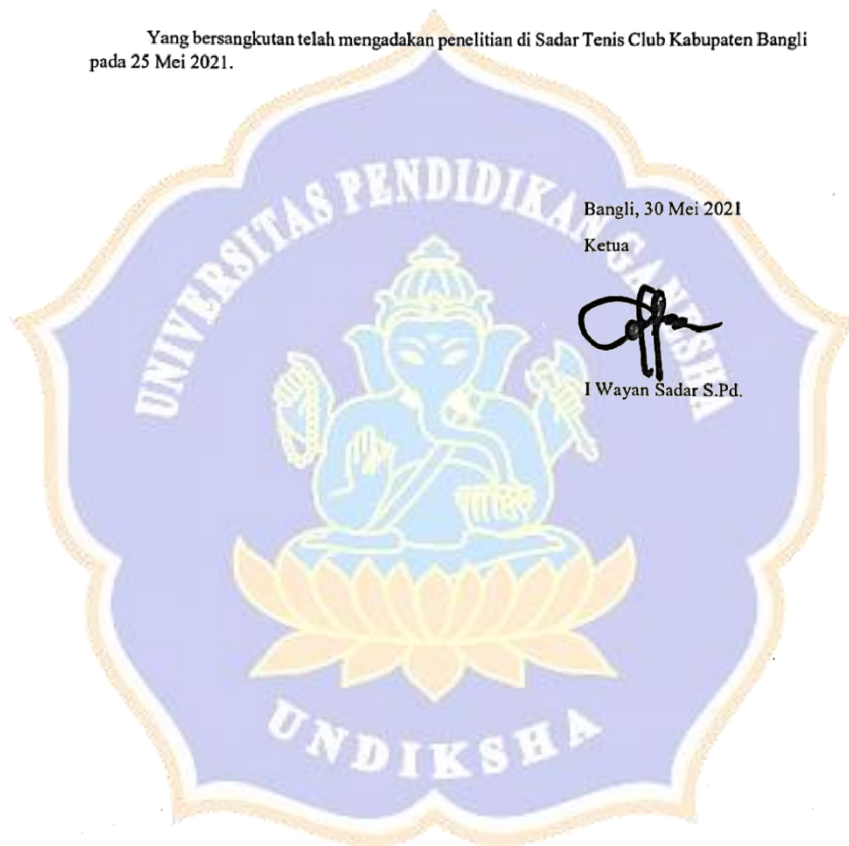 Yang bersangkutan telah mengadakan penelitian di Sadar Tenis Club Kabupaten Bangli
pada 25 Mei 2021.
UNIVERSITAS PENDIDIKAN GANESHA
Bangli, 30 Mei 2021
Ketua
I Wayan Sadar S.Pd.
UNDIKSHA